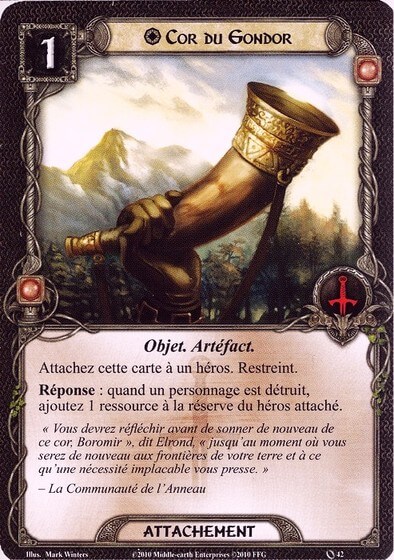 1
Cor du Gondor
Objet. Artéfact.
Attachez cette carte à un héros. Restreint.
Réponse : quand un personnage est détruit,
ajoutez 1 ressource à la réserve du héros attaché.
« Vous devrez réfléchir avant de sonner de nouveau de
ce cor, Boromir », dit Elrond, « jusqu'au moment où vous
serez de nouveau aux frontières de votre terre et à ce
qu'une nécessité implacable vous presse. »
– La Communauté de l'Anneau
ATTACHEMENT
Illus. Mark Winters ©2010 Middle-earth Enterprises ©2010 FFG 42